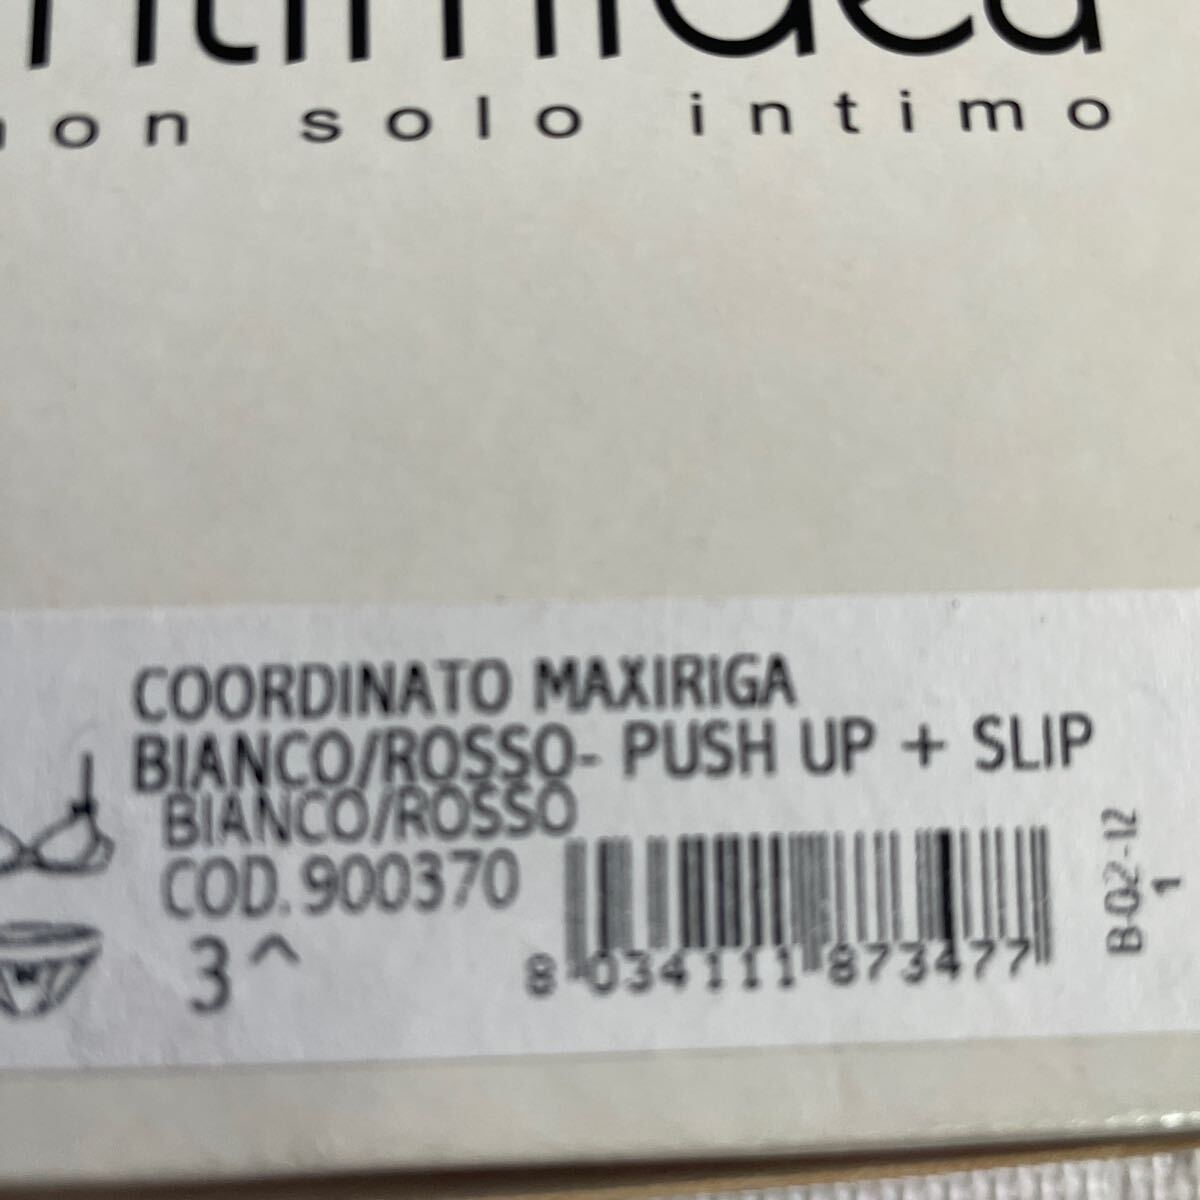 non solo intimo
COORDINATO MAXIRIGA
BIANCO/ROSSO- PUSH UP + SLIP
BIANCO/ROSSO
COD. 900370
3^
8 034111 873477
B-02-12
1